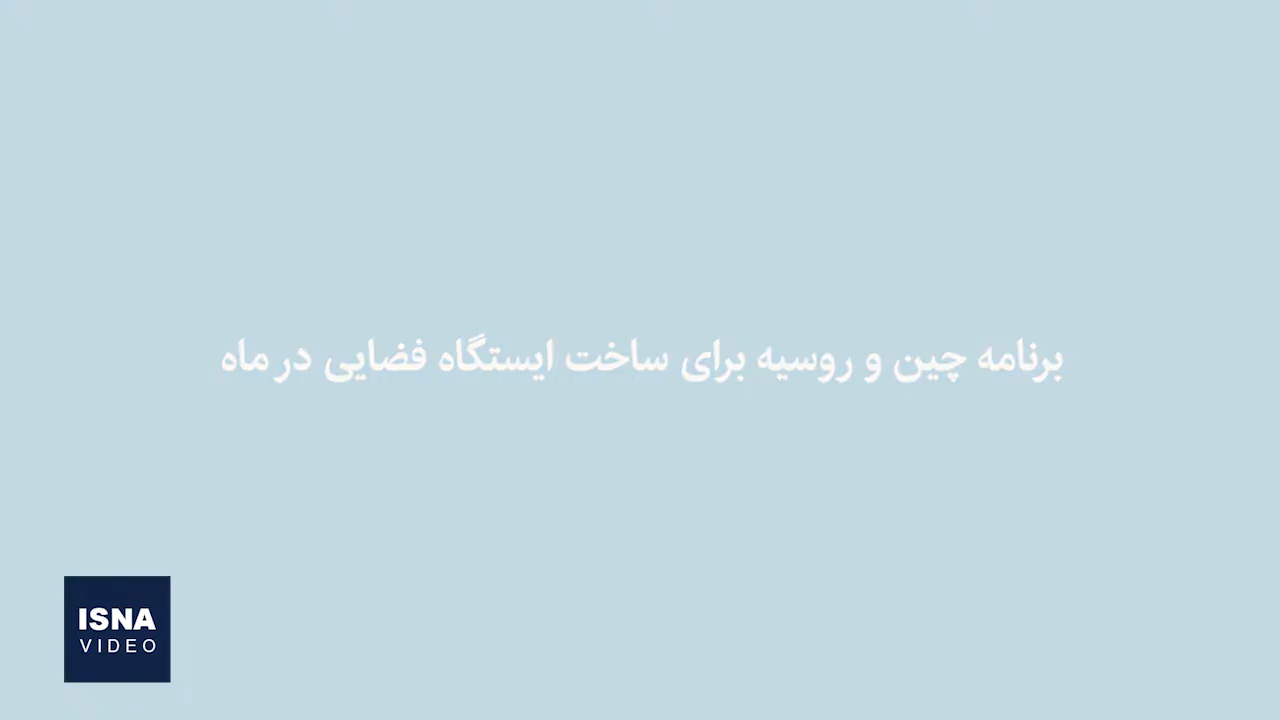 برنامه چین و روسیه برای ساخت ایستگاه فضایی در ماه
ISNA
VIDEO